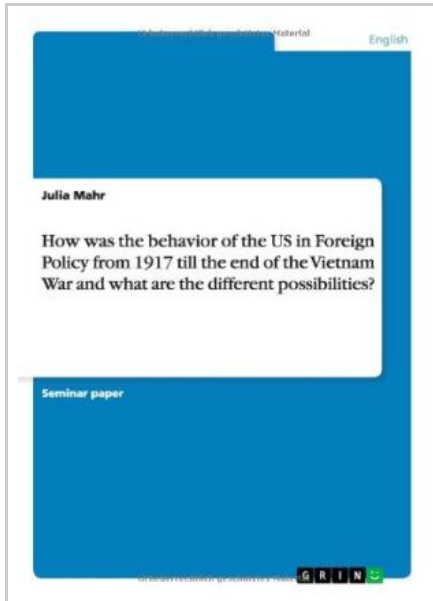 Material
English
Julia Mahr
How was the behavior of the US in Foreign
Policy from 1917 till the end of the Vietnam
War and what are the different possibilities?
Seminar paper
GRIN